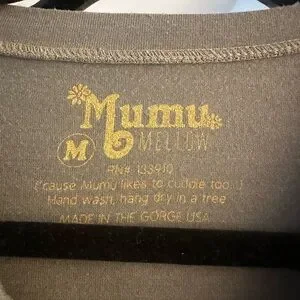 Mumu
MELLOW
M
RN# 133910
('cause Mumu likes to cuddle too...)
Hand wash, hang dry in a tree
MADE IN THE GORGE USA